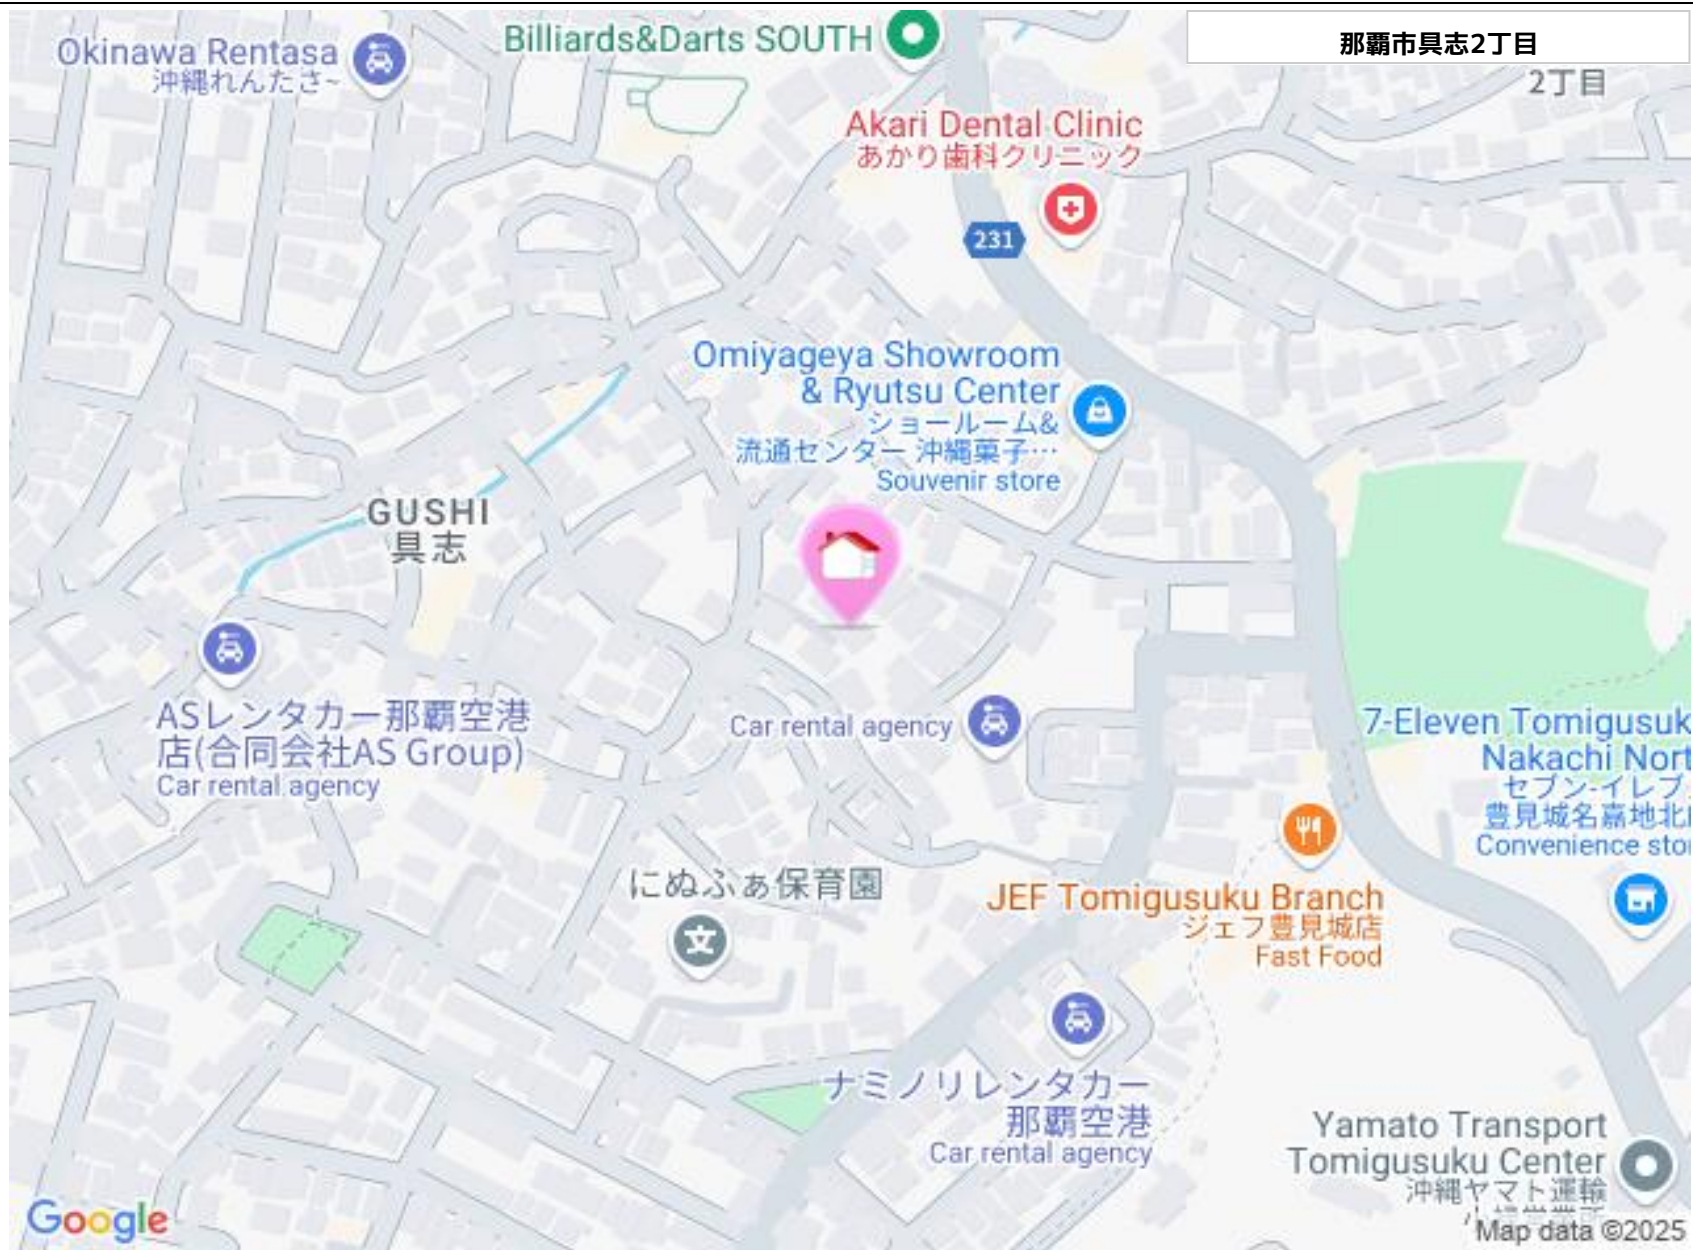 那覇市具志2丁目
2丁目
Okinawa Rentasa
沖縄れんたさ~
Billiards&Darts SOUTH
Akari Dental Clinic
あかり歯科クリニック
231
Omiyageya Showroom
& Ryutsu Center
ショールーム&
流通センター 沖縄菓子…
Souvenir store
GUSHI
具志
ASレンタカー那覇空港
店(合同会社AS Group)
Car rental agency
Car rental agency
7-Eleven Tomigusuk
Nakachi Nort
セブン-イレブ
豊見城名嘉地北
Convenience sto
にぬふぁ保育園
文
JEF Tomigusuku Branch
ジェフ豊見城店
Fast Food
ナミノリレンタカー
那覇空港
Car rental agency
Yamato Transport
Tomigusuku Center
沖縄ヤマト運輸
Google
Map data ©2025